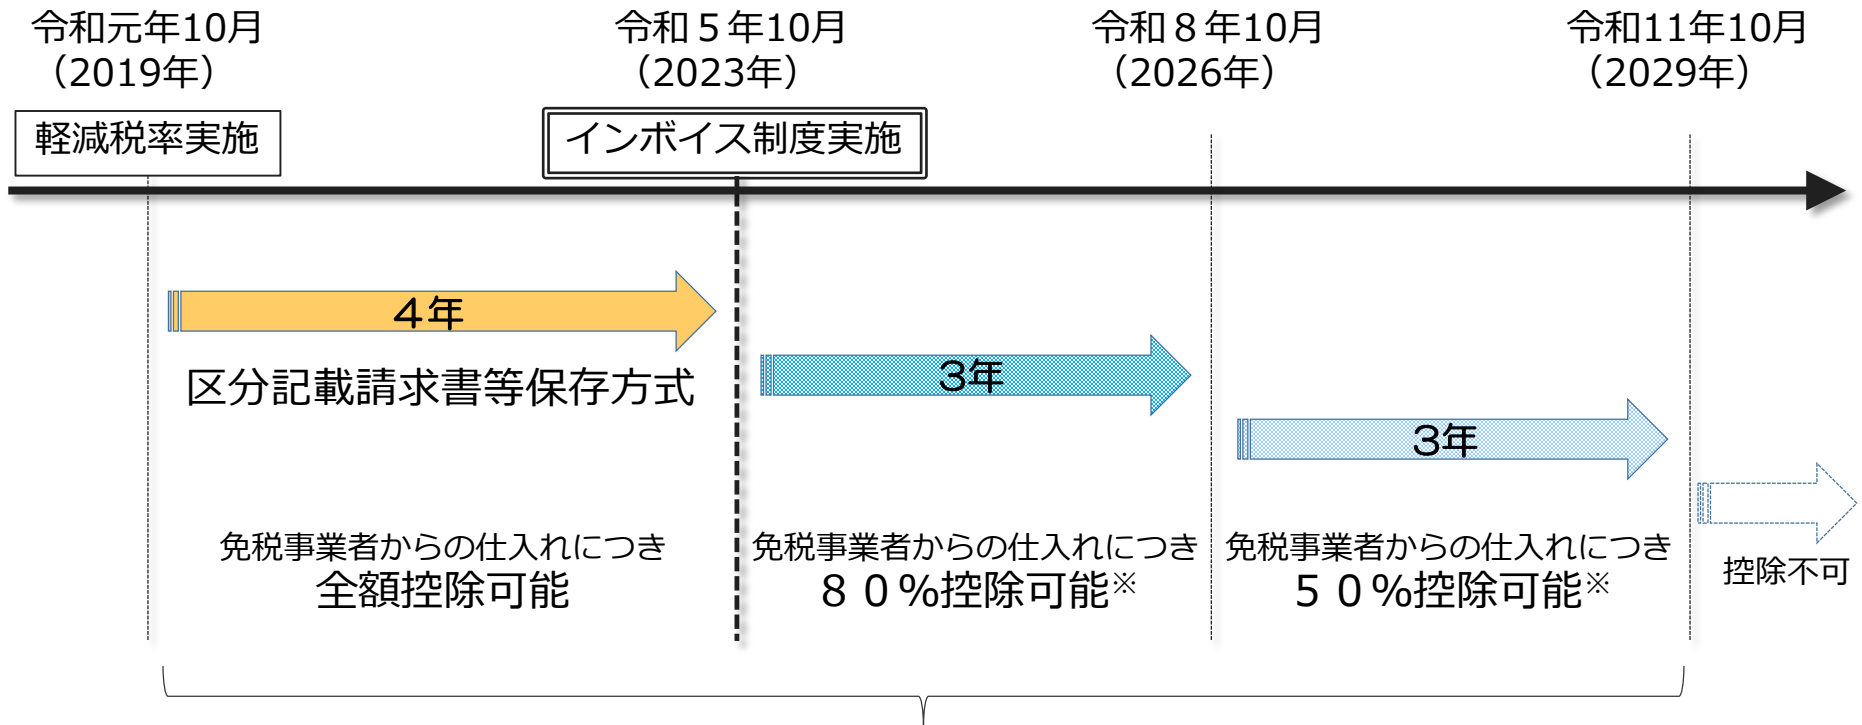 令和元年10月
（2019年）
令和５年10月
（2023年）
令和８年10月
（2026年）
令和11年10月
（2029年）
軽減税率実施
インボイス制度実施
４年
区分記載請求書等保存方式
３年
３年
免税事業者からの仕入れにつき
全額控除可能
免税事業者からの仕入れにつき
８０%控除可能※
免税事業者からの仕入れにつき
５０%控除可能※
控除不可